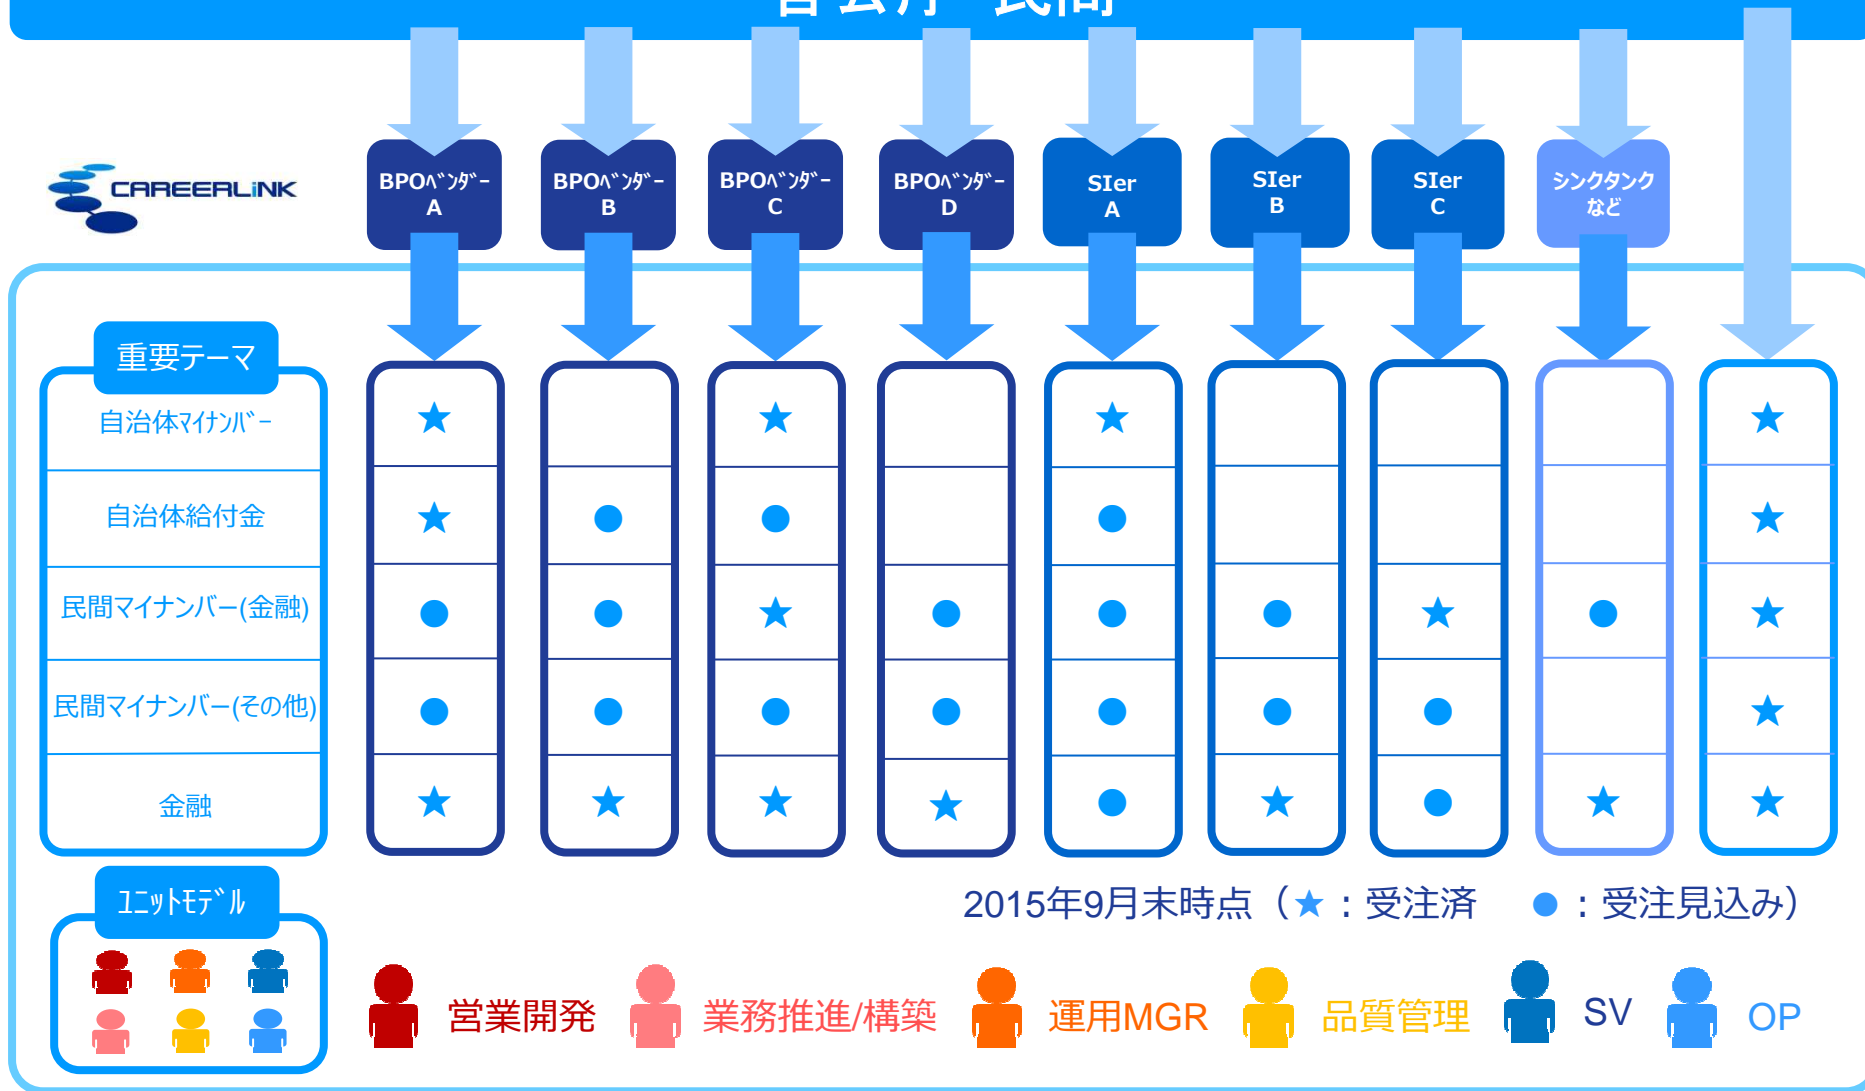 CAREERLiNK
BPOﾍﾞﾝﾀﾞｰ
A
BPOﾍﾞﾝﾀﾞｰ
B
BPOﾍﾞﾝﾀﾞｰ
C
BPOﾍﾞﾝﾀﾞｰ
D
SIer
A
SIer
B
SIer
C
シンクタンク
など
重要テーマ
自治体ﾏｲﾅﾝﾊﾞｰ
自治体給付金
民間マイナンバー(金融)
民間マイナンバー(その他)
金融
2015年9月末時点（★：受注済　●：受注見込み）
ﾕﾆｯﾄﾓﾃﾞﾙ
営業開発
業務推進/構築
運用MGR
品質管理
SV
OP